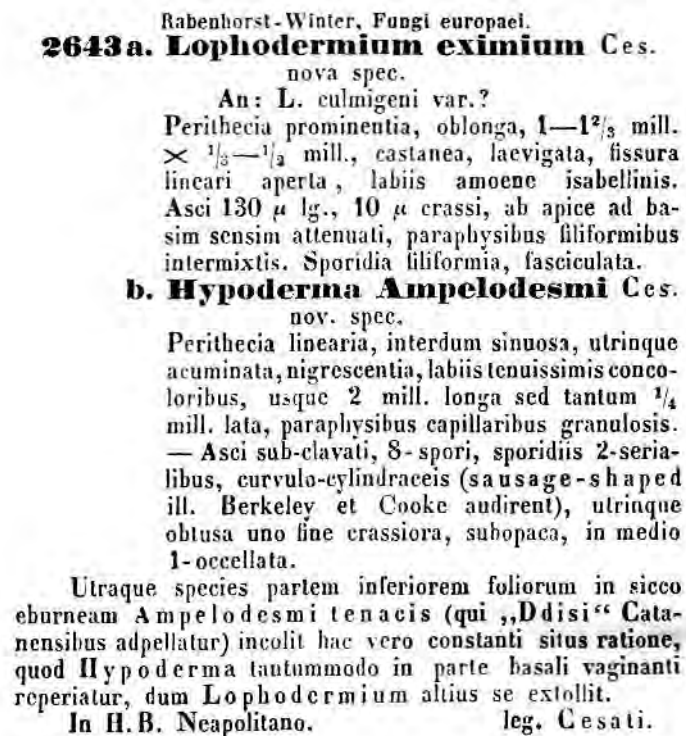 Rabenhorst-Winter, Fungi europaei.
2643a. Lophodermium eximium Ces.
nova spec.
An: L. culmigeni var.?
Perithecia prominentia, oblonga, 1—1²/₃ mill.
× ¹/₃—¹/₂ mill., castanea, laevigata, fissura
lineari aperta, labiis amoene isabellinis.
Asci 130 µ lg., 10 µ crassi, ab apice ad ba-
sim sensim attenuati, paraphysibus filiformibus
intermixtis. Sporidia filiformia, fasciculata.
b. Hypoderma Ampelodesmi Ces.
nov. spec.
Perithecia linearia, interdum sinuosa, utrinque
acuminata, nigrescentia, labiis tenuissimis conco-
loribus, usque 2 mill. longa sed tantum ¹/₄
mill. lata, paraphysibus capillaribus granulosis.
— Asci sub-clavati, 8-spori, sporidiis 2-seria-
libus, curvulo-cylindraceis (sausage-shaped
ill. Berkeley et Cooke audirent), utrinque
obtusa uno fine crassiora, subopaca, in medio
1-occellata.
Utraque species partem inferiorem foliorum in sicco
eburneam Ampelodesmi tenacis (qui „Ddisi“ Cata-
nensibus adpellatur) incolit hac vero constanti situs ratione,
quod Hypoderma tautummodo in parte basali vaginanti
reperiatur, dum Lophodermium altius se extollit.
In H. B. Neapolitano. leg. Cesati.